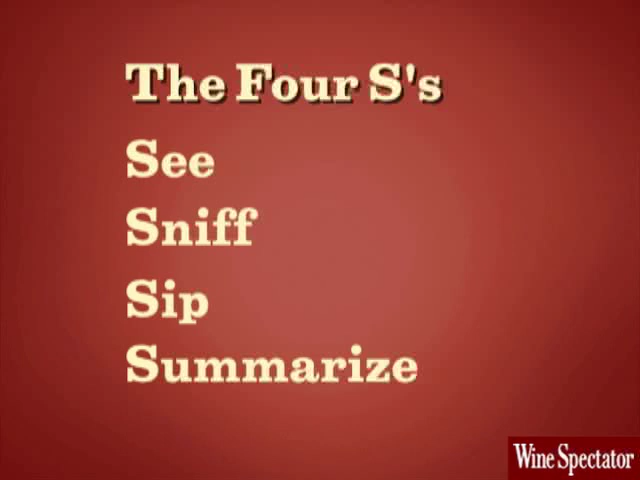 The Four S's
See
Sniff
Sip
Summarize
Wine Spectator